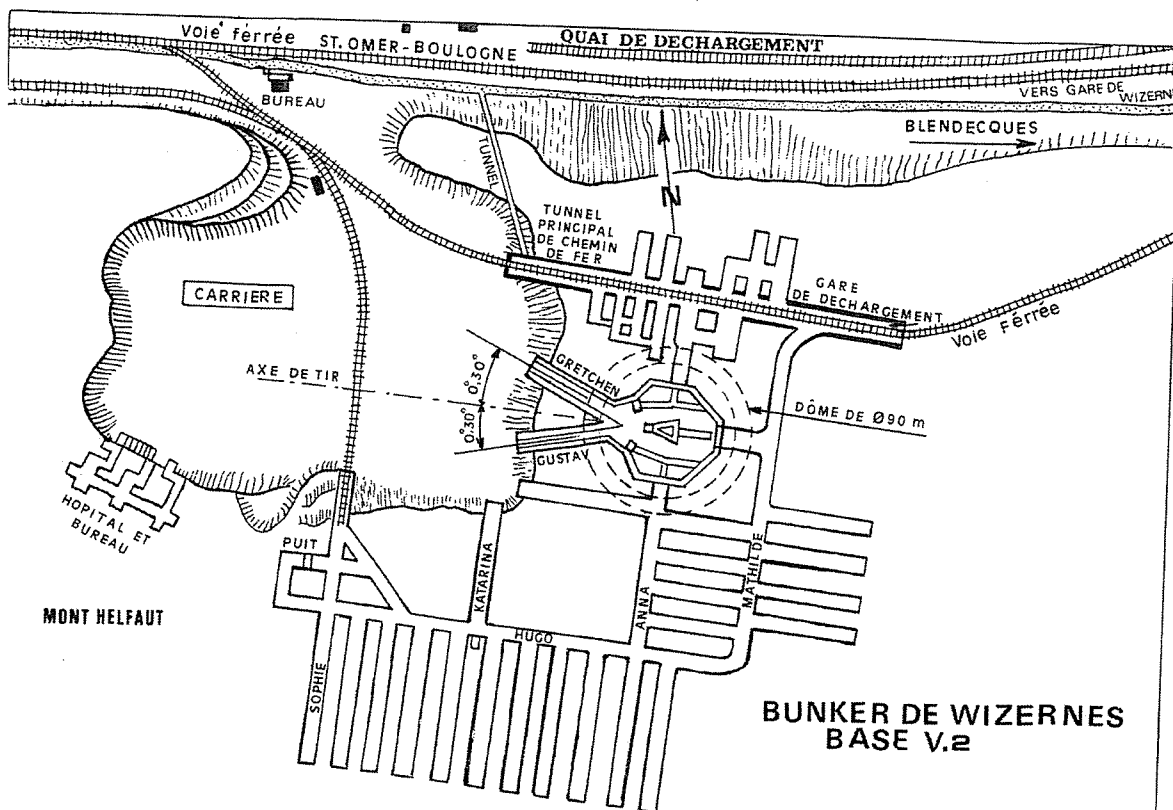 Voie ferrée ST. OMER-BOULOGNE
QUAI DE DECHARGEMENT
BUREAU
VERS GARE DE
WIZERNE
BLENDECQUES
TUNNEL
N
TUNNEL
PRINCIPAL
DE CHEMIN
DE FER
GARE
DE DECHARGEMENT
Voie Férrée
CARRIERE
AXE DE TIR
0°.30°
0°.30°
GRETCHEN
GUSTAV
DÔME DE Ø90 m
HOPITAL ET
BUREAU
PUIT
MONT HELFAUT
KATARINA
HUGO
SOPHIE
ANNA
MATHILDE
BUNKER DE WIZERNES
BASE V.2